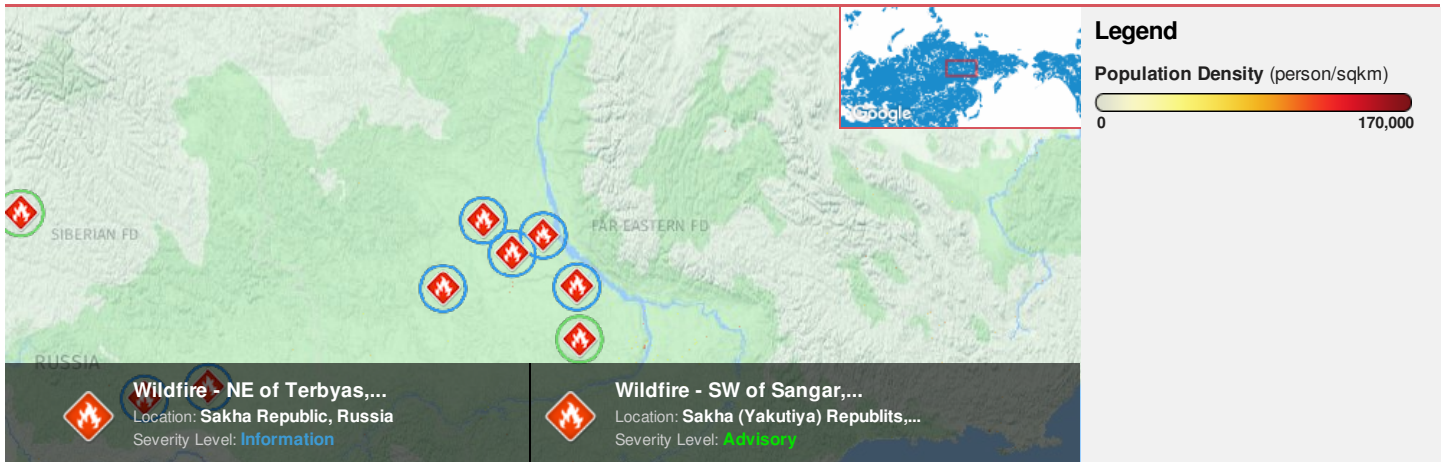 Google
SIBERIAN FD
FAR EASTERN FD
RUSSIA
Wildfire - NE of Terbyas,...
Location: Sakha Republic, Russia
Severity Level: Information
Wildfire - SW of Sangar,...
Location: Sakha (Yakutiya) Republits,...
Severity Level: Advisory
Legend
Population Density (person/sqkm)
0 170,000